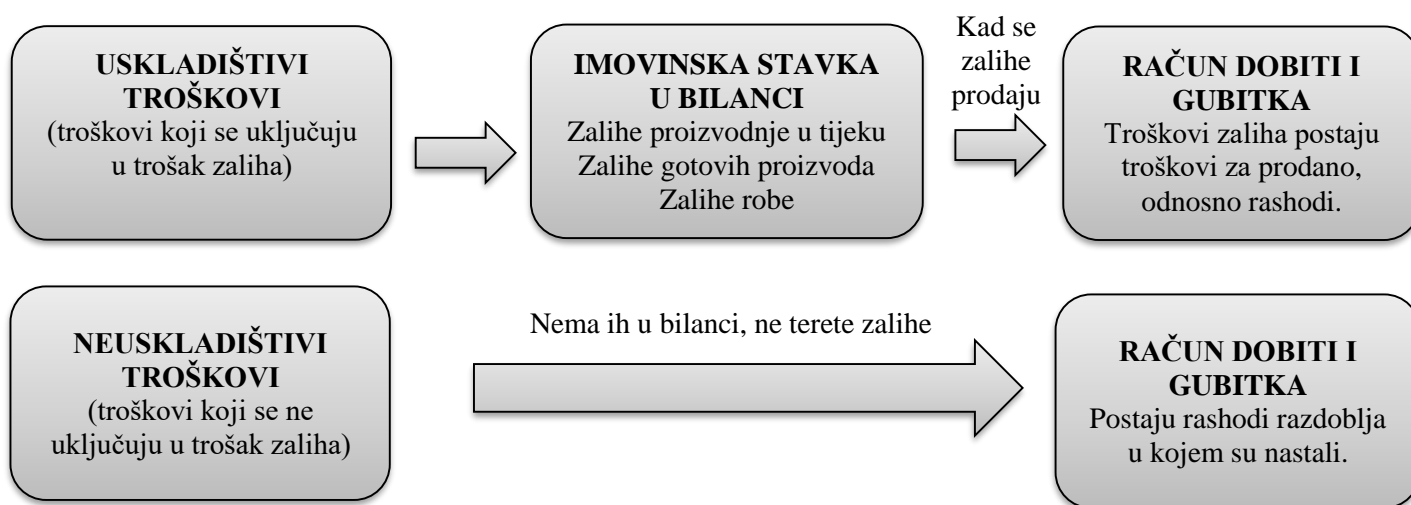 USKLADIŠTIVI
TROŠKOVI
(troškovi koji se uključuju
u trošak zaliha)
IMOVINSKA STAVKA
U BILANCI
Zalihe proizvodnje u tijeku
Zalihe gotovih proizvoda
Zalihe robe
Kad se
zalihe
prodaju
RAČUN DOBITI I
GUBITKA
Troškovi zaliha postaju
troškovi za prodano,
odnosno rashodi.
NEUSKLADIŠTIVI
TROŠKOVI
(troškovi koji se ne
uključuju u trošak zaliha)
Nema ih u bilanci, ne terete zalihe
RAČUN DOBITI I
GUBITKA
Postaju rashodi razdoblja
u kojem su nastali.